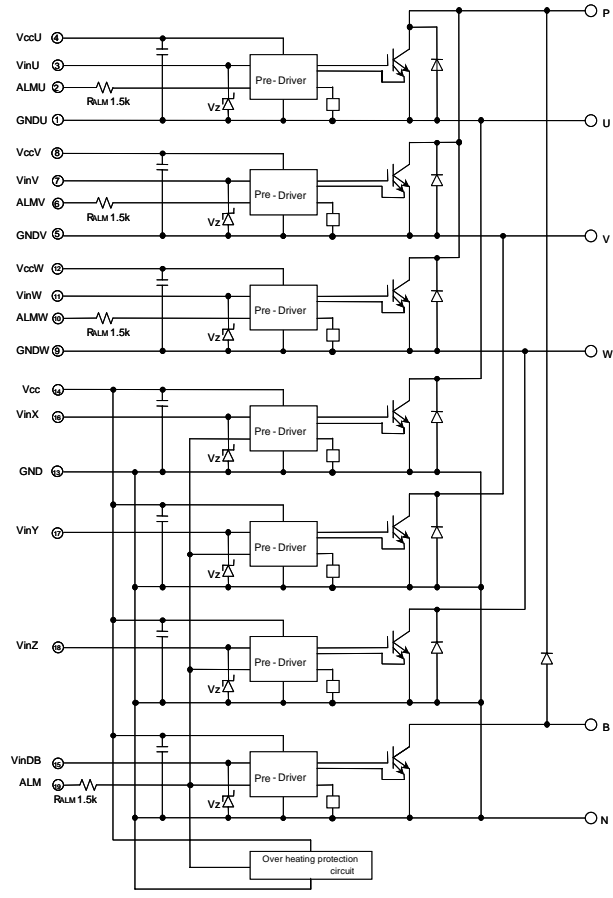 P
VccU 4
VinU 3
Pre-Driver
ALMU 2
RALM 1.5k
Vz
GNDU 1
U
VccV 8
VinV 7
Pre-Driver
ALMV 6
RALM 1.5k
Vz
GNDV 5
V
VccW 12
VinW 11
Pre-Driver
ALMW 10
RALM 1.5k
Vz
GNDW 9
W
Vcc 14
VinX 16
Pre-Driver
Vz
GND 13
VinY 17
Pre-Driver
Vz
VinZ 18
Pre-Driver
Vz
B
VinDB 15
Pre-Driver
ALM 19
RALM 1.5k
Vz
N
Over heating protection
circuit